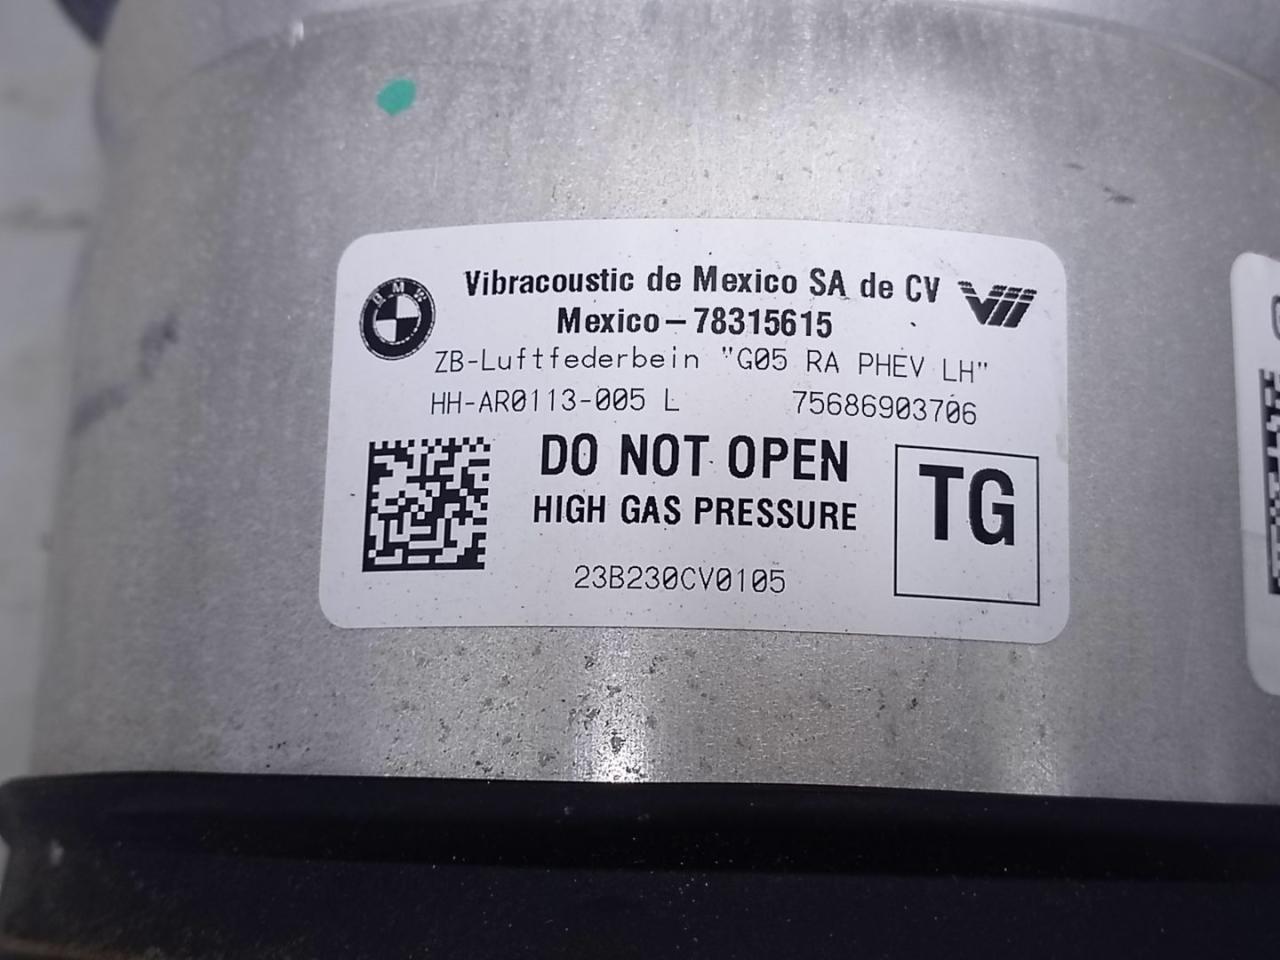 BMW
Vibracoustic de Mexico SA de CV
Mexico-78315615
ZB-Luftfederbein "G05 RA PHEV LH"
HH-AR0113-005 L 75686903706
DO NOT OPEN
HIGH GAS PRESSURE
TG
23B230CV0105